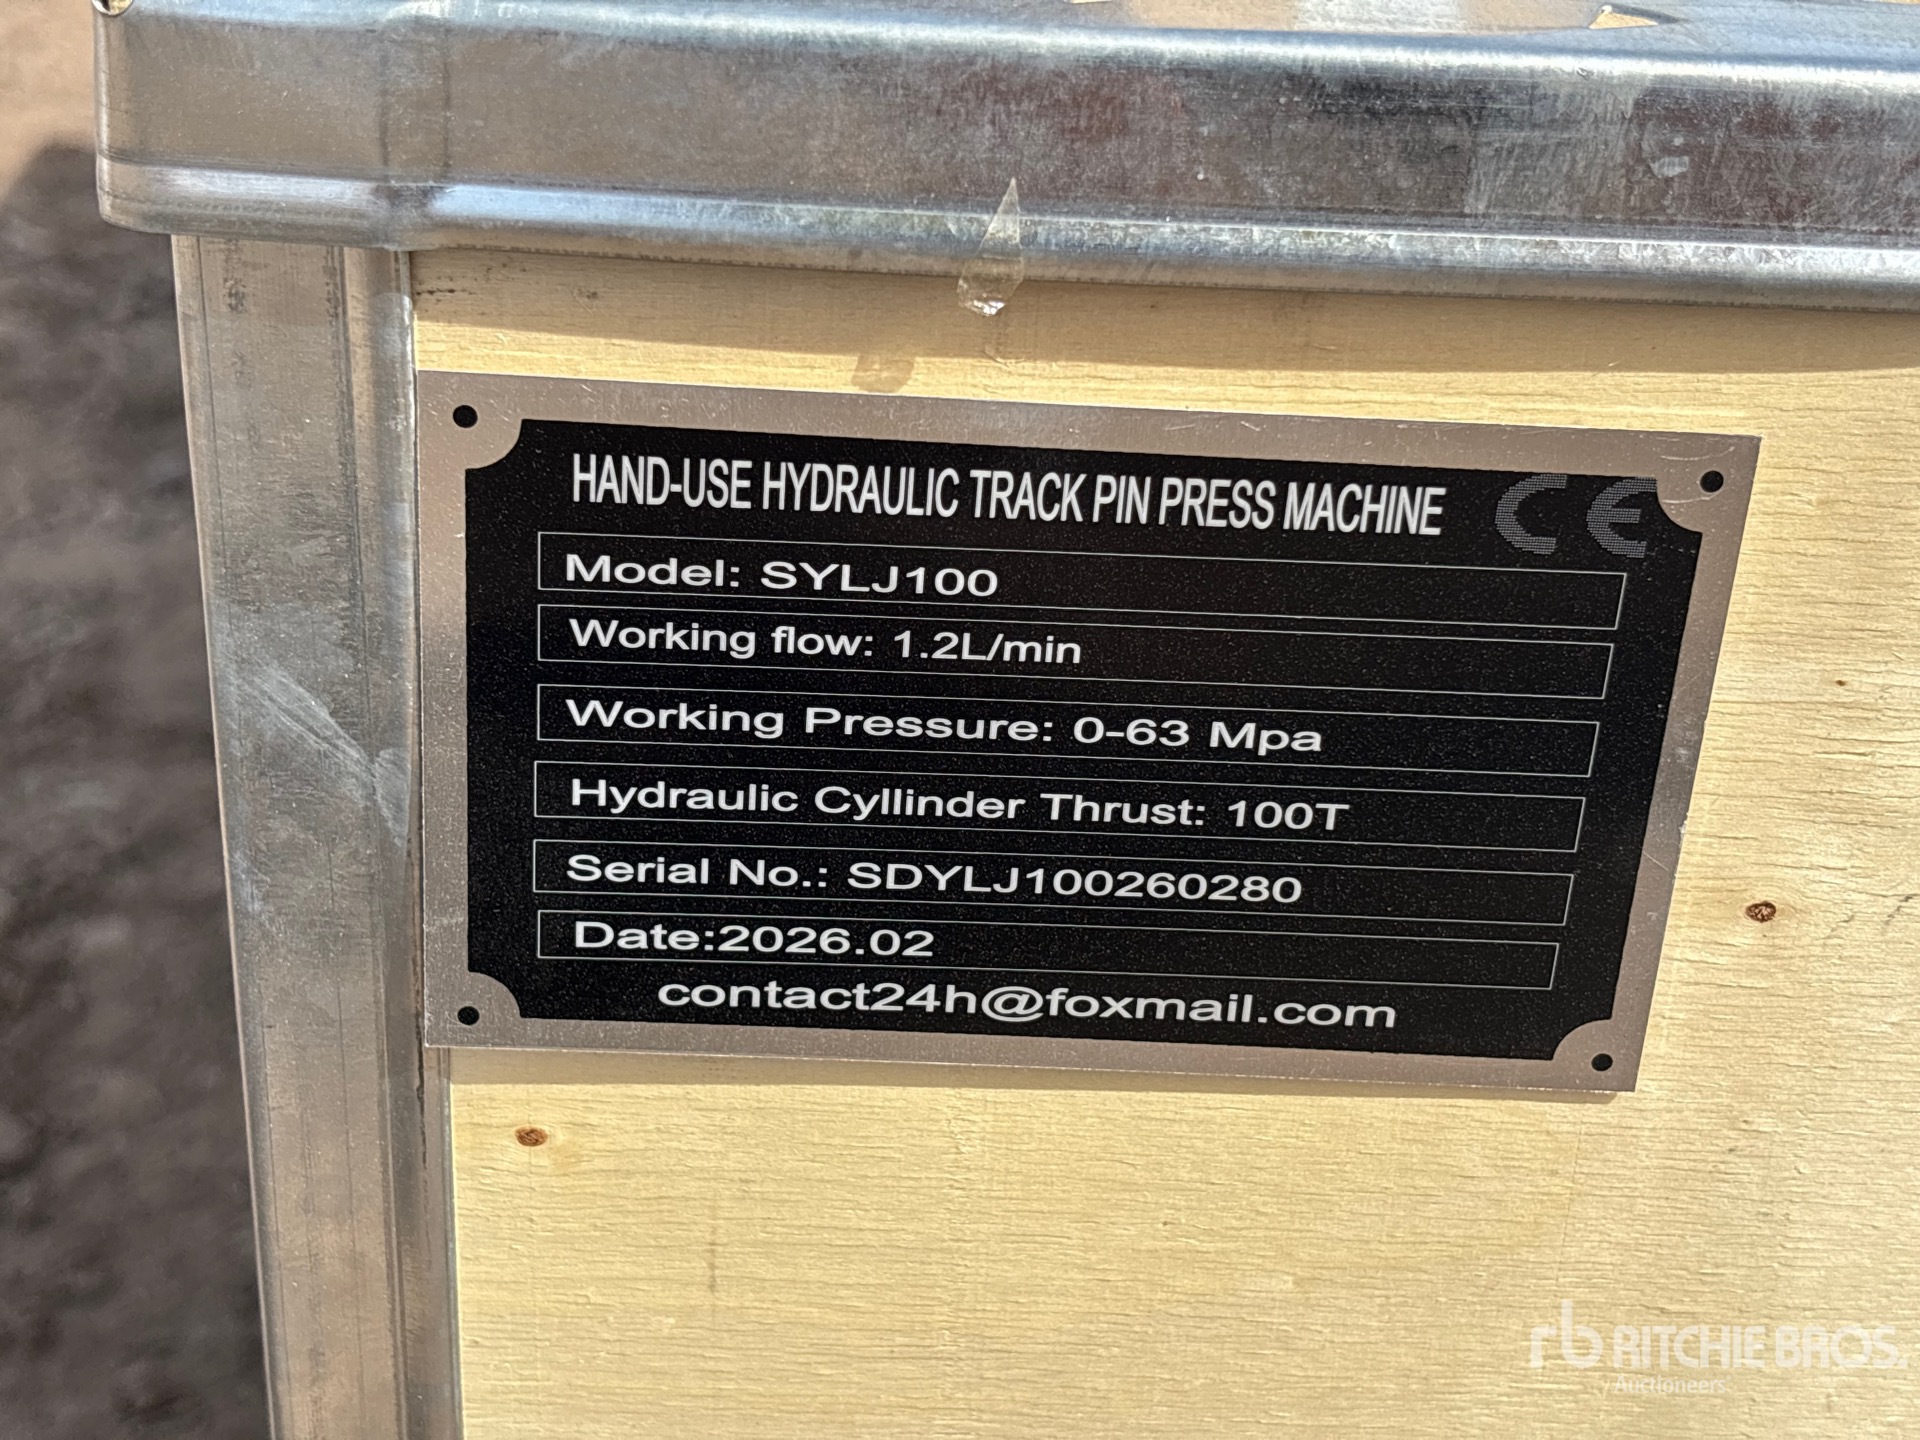 HAND-USE HYDRAULIC TRACK PIN PRESS MACHINE CE
Model: SYLJ100
Working flow: 1.2L/min
Working Pressure: 0-63 Mpa
Hydraulic Cyllinder Thrust: 100T
Serial No.: SDYLJ100260280
Date:2026.02
contact24h@foxmail.com
rb RITCHIE BROS.
Auctioneers